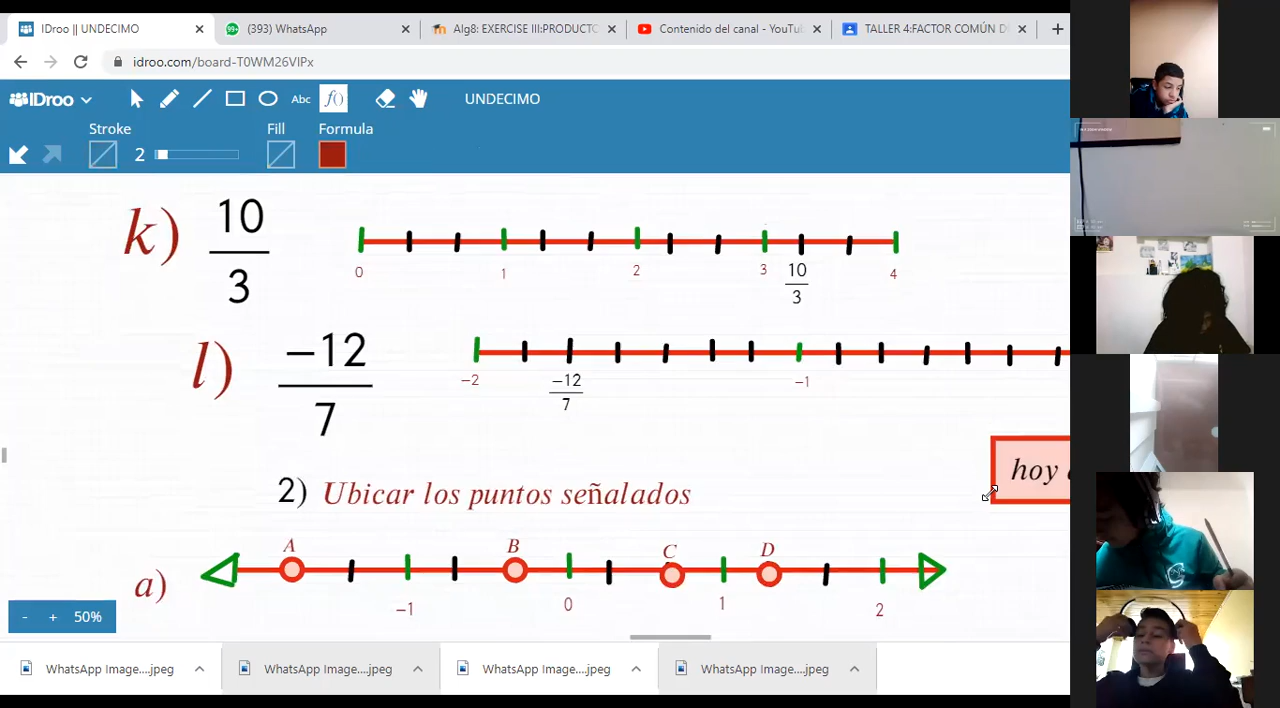 IDroo || UNDECIMO
99+
(393) WhatsApp
Alg8: EXERCISE III:PRODUCTO
Contenido del canal - YouTu
TALLER 4:FACTOR COMÚN D
idroo.com/board-T0WM26VlPx
IDroo
Abc
f()
UNDECIMO
Stroke
2
Fill
Formula
k) 10/3
0 1 2 3 10/3 4
l) -12/7
-2 -12/7 -1
hoy
2) Ubicar los puntos señalados
A B C D
a)
-1 0 1 2
- + 50%
WhatsApp Image....jpeg
WhatsApp Image....jpeg
WhatsApp Image....jpeg
WhatsApp Image....jpeg